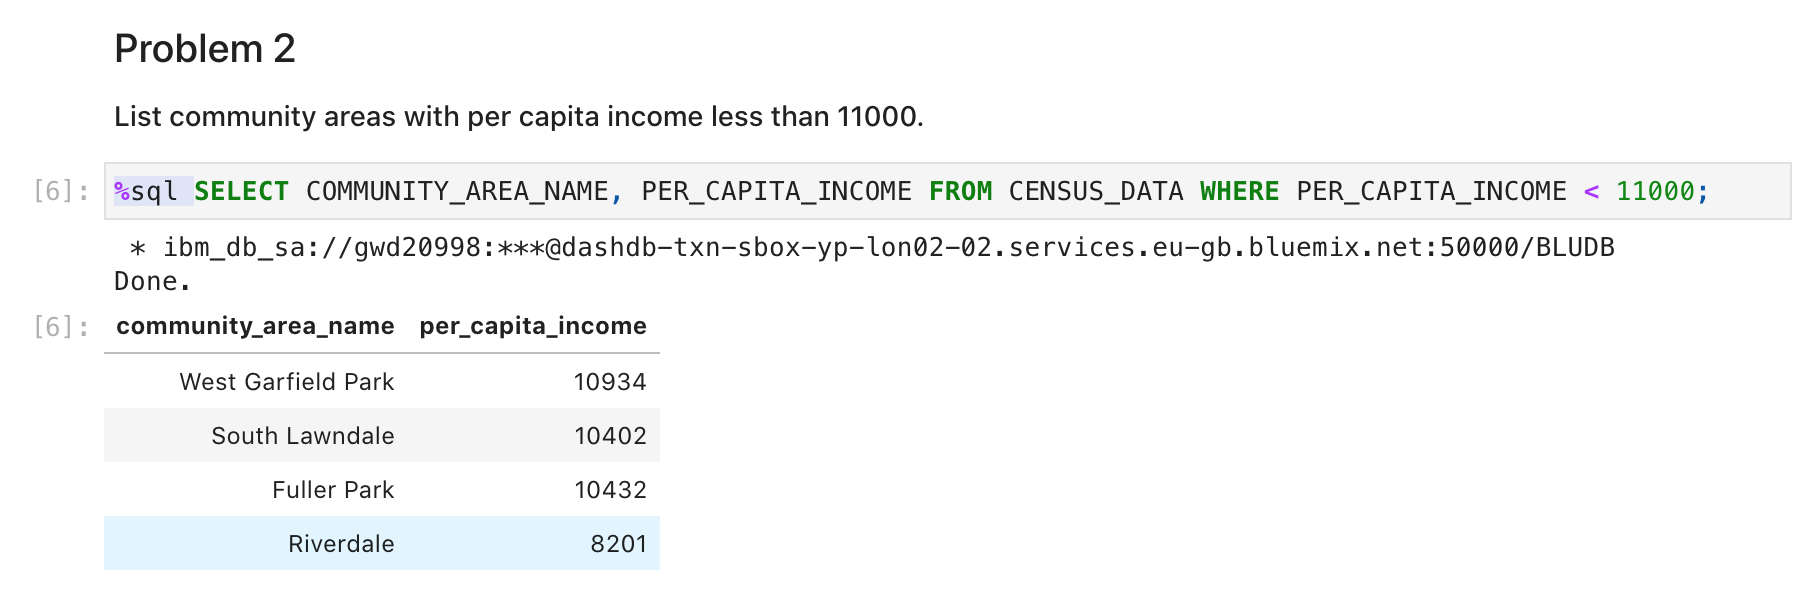 Problem 2
List community areas with per capita income less than 11000.
[6]: %sql SELECT COMMUNITY_AREA_NAME, PER_CAPITA_INCOME FROM CENSUS_DATA WHERE PER_CAPITA_INCOME < 11000;
* ibm_db_sa://gwd20998:***@dashdb-txn-sbox-yp-lon02-02.services.eu-gb.bluemix.net:50000/BLUDB
Done.
[6]: community_area_name per_capita_income
West Garfield Park 10934
South Lawndale 10402
Fuller Park 10432
Riverdale 8201